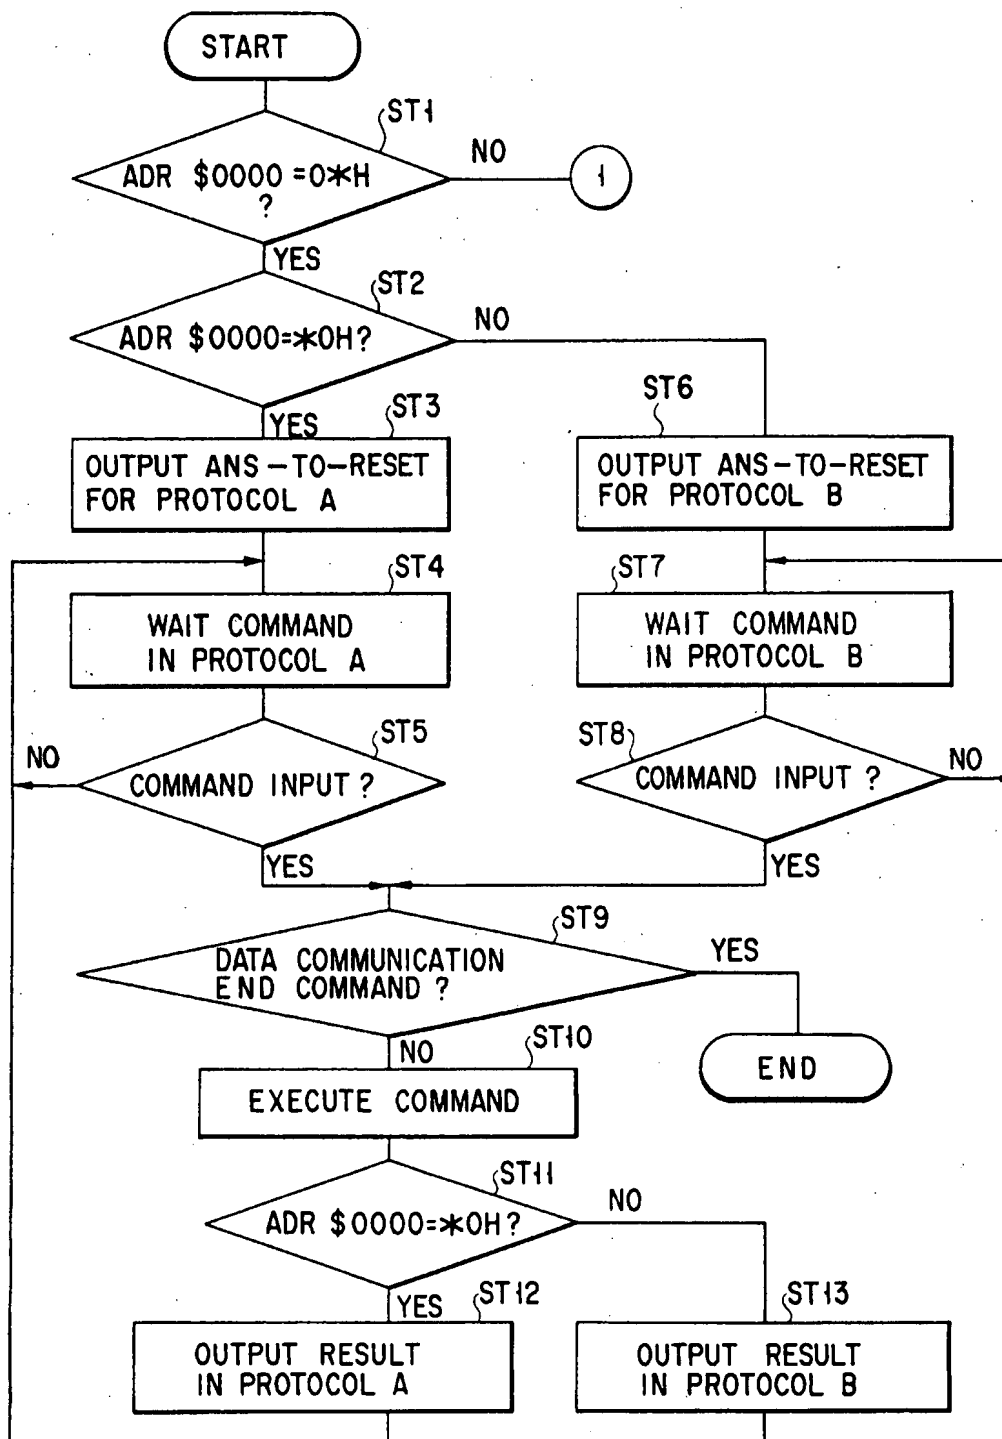 START
ST1
ADR $0000=0*H
?
NO
1
YES
ST2
ADR $0000=*0H?
NO
YES
ST3
OUTPUT ANS-TO-RESET
FOR PROTOCOL A
ST6
OUTPUT ANS-TO-RESET
FOR PROTOCOL B
ST4
WAIT COMMAND
IN PROTOCOL A
ST7
WAIT COMMAND
IN PROTOCOL B
NO
ST5
COMMAND INPUT?
YES
ST8
COMMAND INPUT?
NO
YES
ST9
DATA COMMUNICATION
END COMMAND?
YES
END
NO
ST10
EXECUTE COMMAND
ST11
ADR $0000=*0H?
NO
YES
ST12
OUTPUT RESULT
IN PROTOCOL A
ST13
OUTPUT RESULT
IN PROTOCOL B